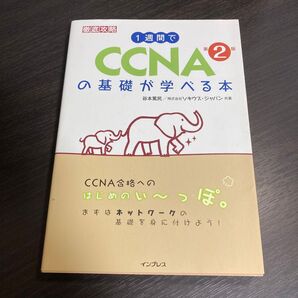 徹底攻略
1週間で
CCNA 第2版
の基礎が学べる本
谷本篤民／株式会社ソキウス・ジャパン 共著
CCNA合格への
はじめのい〜っぽ。
まずはネットワークの
基礎を身に付けよう！
インプレス